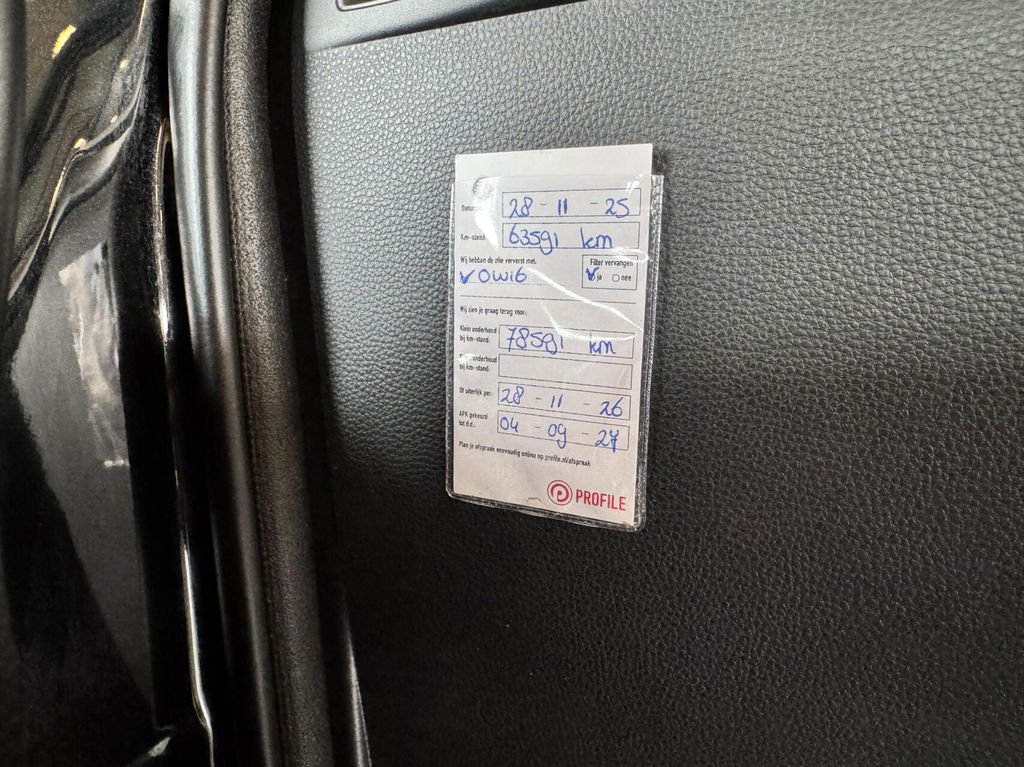 Datum
28 - 11 - 25
Km-stand:
63591 km
Wij hebben de olie ververst met:
Filter vervangen
0W16
ja nee
Wij zien je graag terug voor:
Klein onderhoud
bij km-stand:
78591 km
onderhoud
bij km-stand:
Of uiterlijk per:
28 - 11 - 26
APK gekeurd
tot d.d.:
04 - 09 - 27
Plan je afspraak eenvoudig online op profile.nl/afspraak
PROFILE